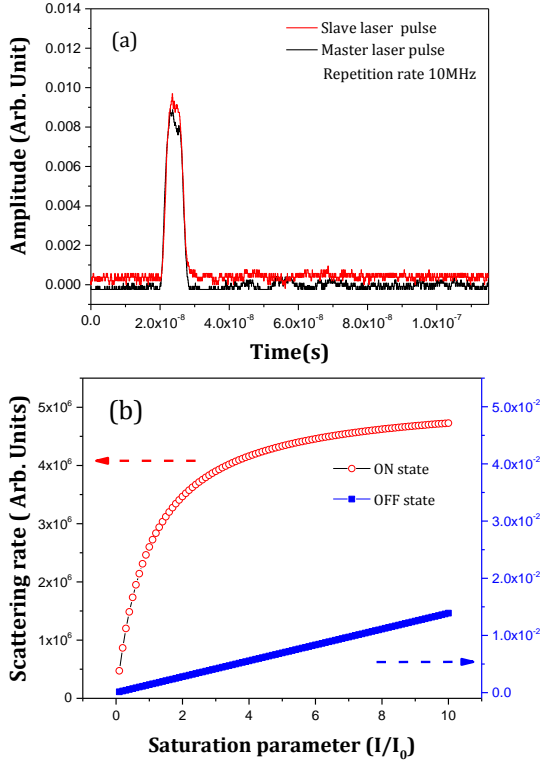 (a)
Slave laser pulse
Master laser pulse
Repetition rate 10MHz
Amplitude (Arb. Unit)
0.014
0.012
0.010
0.008
0.006
0.004
0.002
0.000
0.0 2.0x10⁻⁸ 4.0x10⁻⁸ 6.0x10⁻⁸ 8.0x10⁻⁸ 1.0x10⁻⁷
Time(s)
(b)
ON state
OFF state
Scattering rate ( Arb. Units)
5x10⁶
4x10⁶
3x10⁶
2x10⁶
1x10⁶
0
5.0x10⁻²
4.0x10⁻²
3.0x10⁻²
2.0x10⁻²
1.0x10⁻²
0.0
0 2 4 6 8 10
Saturation parameter (I/I₀)